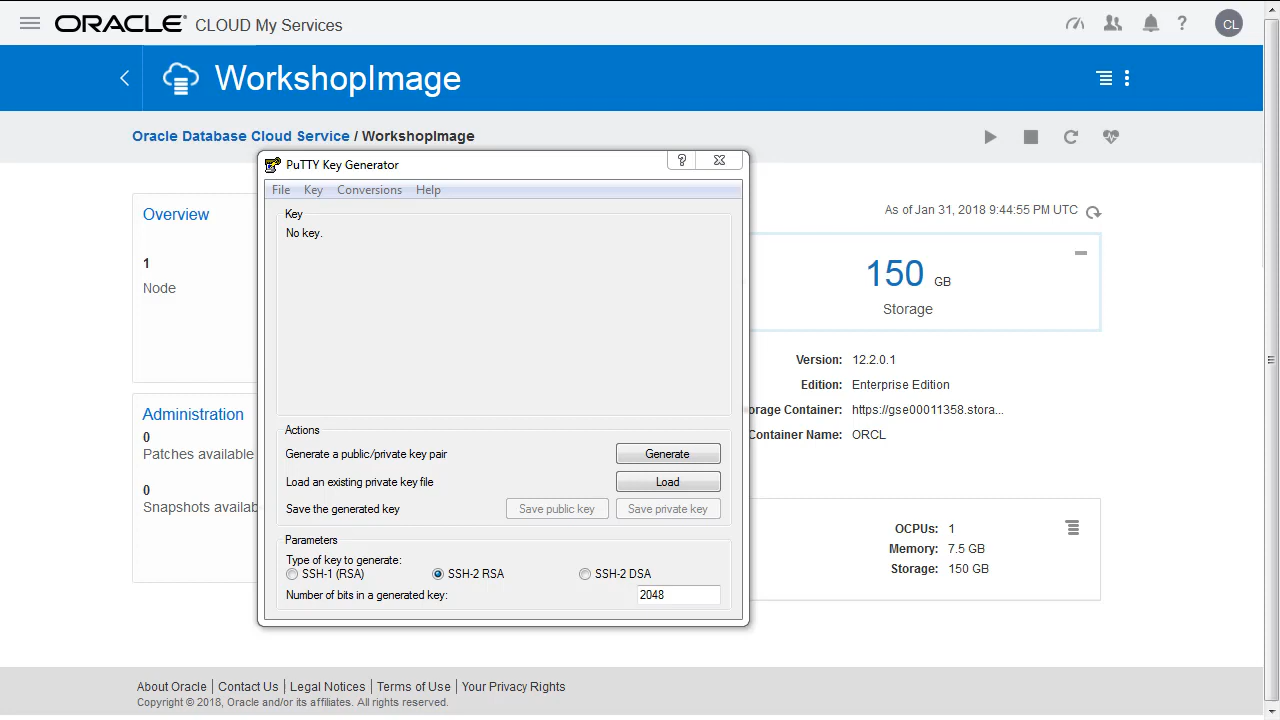 ORACLE® CLOUD My Services
CL
WorkshopImage
Oracle Database Cloud Service / WorkshopImage
PuTTY Key Generator
File Key Conversions Help
Key
No key.
Actions
Generate a public/private key pair
Generate
Load an existing private key file
Load
Save the generated key
Save public key
Save private key
Parameters
Type of key to generate:
SSH-1 (RSA)
SSH-2 RSA
SSH-2 DSA
Number of bits in a generated key:
2048
Overview
1
Node
Administration
0
Patches available
0
Snapshots availab
As of Jan 31, 2018 9:44:55 PM UTC
150 GB
Storage
Version: 12.2.0.1
Edition: Enterprise Edition
orage Container: https://gse00011358.stora...
Container Name: ORCL
OCPUs: 1
Memory: 7.5 GB
Storage: 150 GB
About Oracle | Contact Us | Legal Notices | Terms of Use | Your Privacy Rights
Copyright © 2018, Oracle and/or its affiliates. All rights reserved.